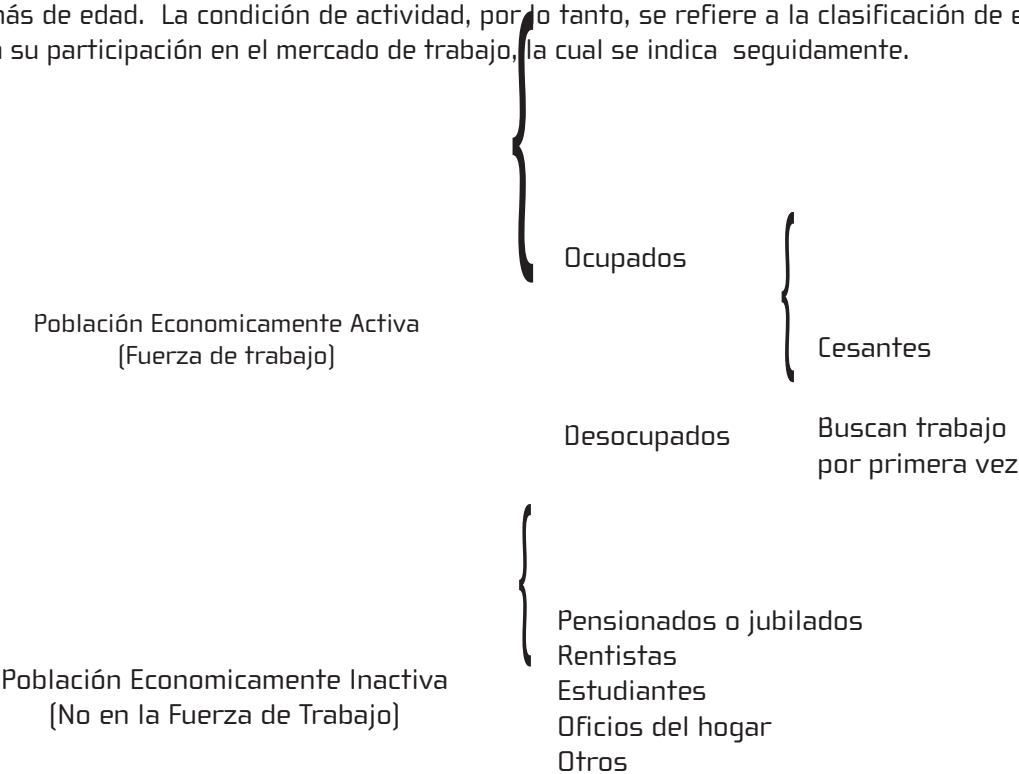 más de edad. La condición de actividad, por lo tanto, se refiere a la clasificación de
su participación en el mercado de trabajo, la cual se indica seguidamente.
Ocupados
Población Economicamente Activa
(Fuerza de trabajo)
Cesantes
Desocupados
Buscan trabajo
por primera vez
Pensionados o jubilados
Rentistas
Estudiantes
Oficios del hogar
Otros
Población Economicamente Inactiva
(No en la Fuerza de Trabajo)